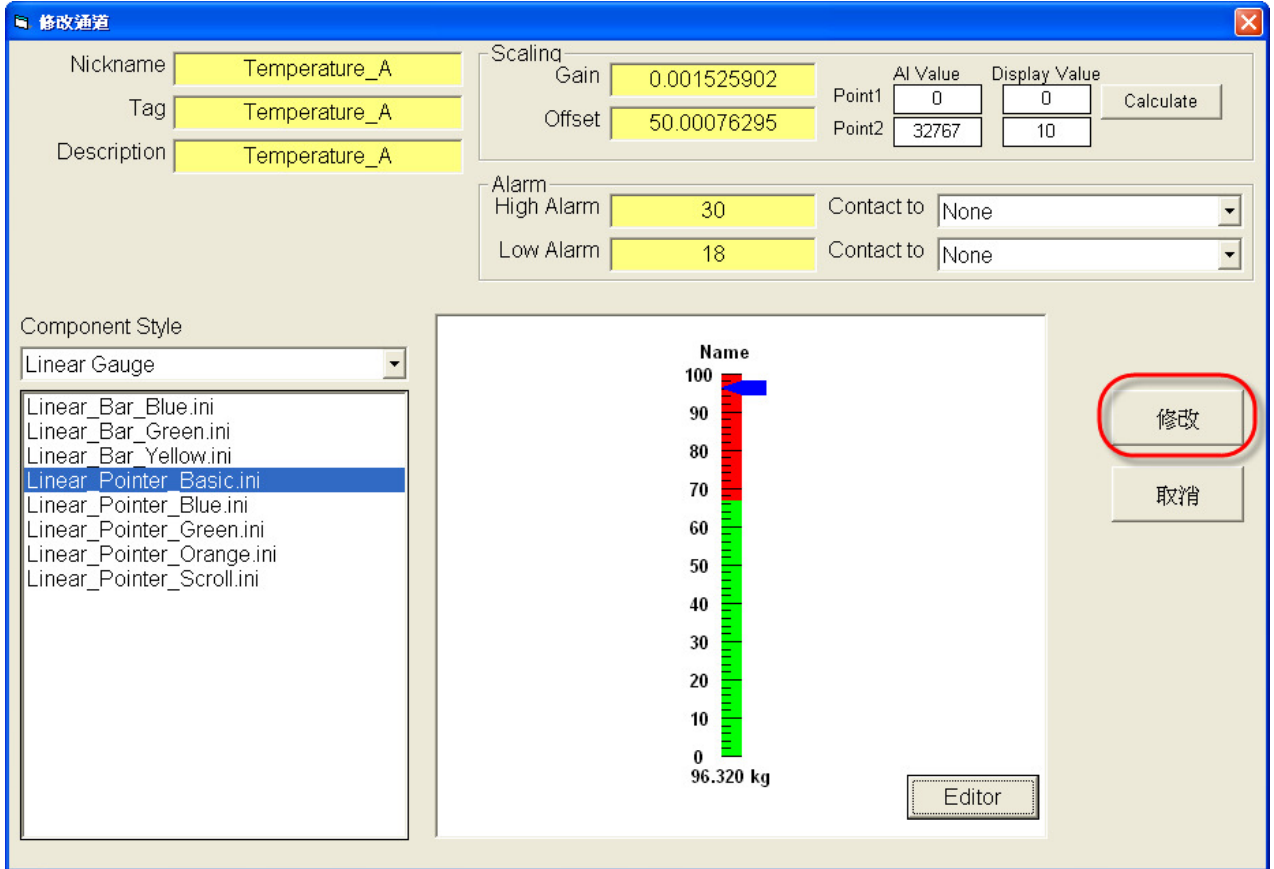 修改通道
Nickname
Temperature_A
Tag
Temperature_A
Description
Temperature_A
Scaling
Gain
0.001525902
Offset
50.00076295
AI Value
Display Value
Point1
0
0
Point2
32767
10
Calculate
Alarm
High Alarm
30
Contact to
None
Low Alarm
18
Contact to
None
Component Style
Linear Gauge
Linear_Bar_Blue.ini
Linear_Bar_Green.ini
Linear_Bar_Yellow.ini
Linear_Pointer_Basic.ini
Linear_Pointer_Blue.ini
Linear_Pointer_Green.ini
Linear_Pointer_Orange.ini
Linear_Pointer_Scroll.ini
Name
100
90
80
70
60
50
40
30
20
10
0
96.320 kg
Editor
修改
取消